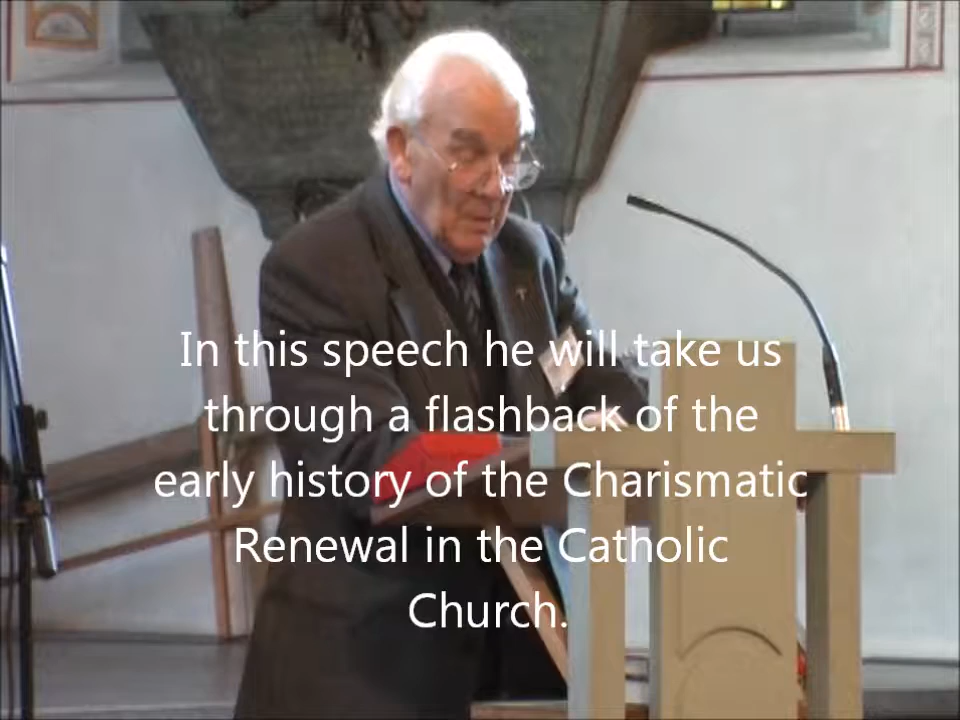 In this speech he will take us
through a flashback of the
early history of the Charismatic
Renewal in the Catholic
Church.